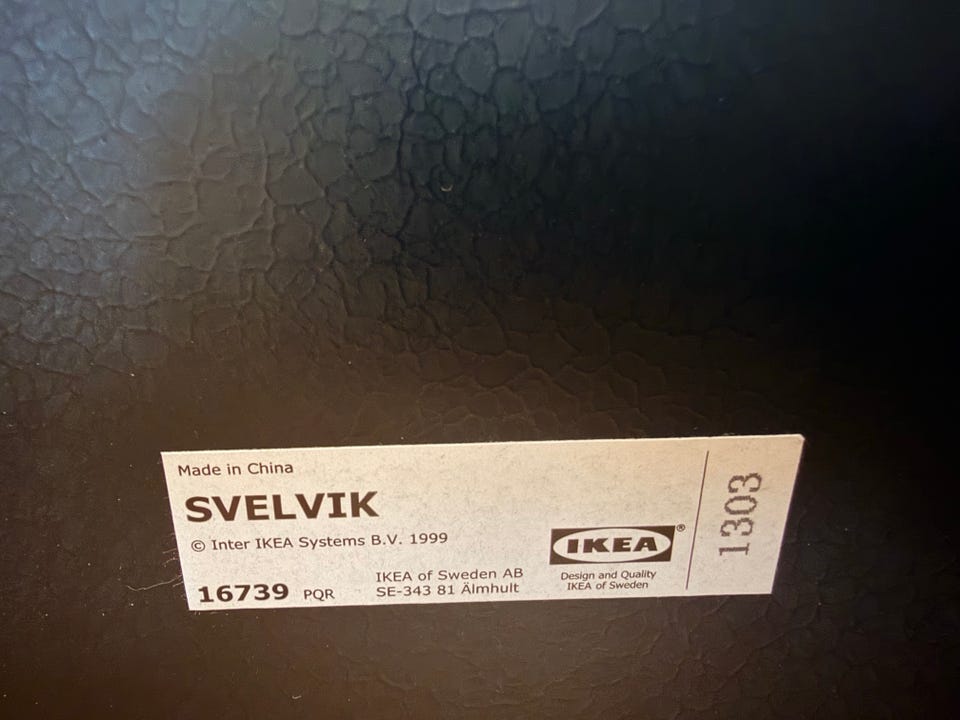 Made in China
SVELVIK
© Inter IKEA Systems B.V. 1999
16739 PQR
IKEA of Sweden AB
SE-343 81 Älmhult
IKEA®
Design and Quality
IKEA of Sweden
1303